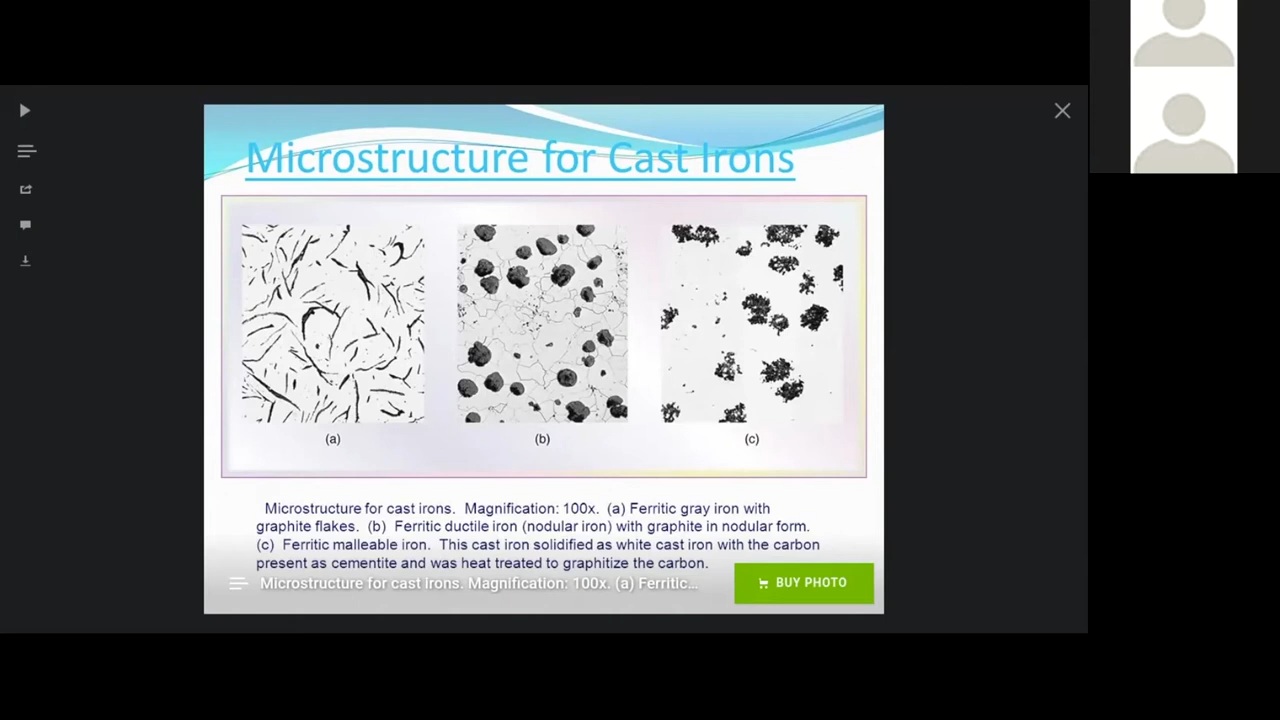 Microstructure for Cast Irons
(a)
(b)
(c)
Microstructure for cast irons. Magnification: 100x. (a) Ferritic gray iron with
graphite flakes. (b) Ferritic ductile iron (nodular iron) with graphite in nodular form.
(c) Ferritic malleable iron. This cast iron solidified as white cast iron with the carbon
present as cementite and was heat treated to graphitize the carbon.
Microstructure for cast irons. Magnification: 100x. (a) Ferritic...
BUY PHOTO